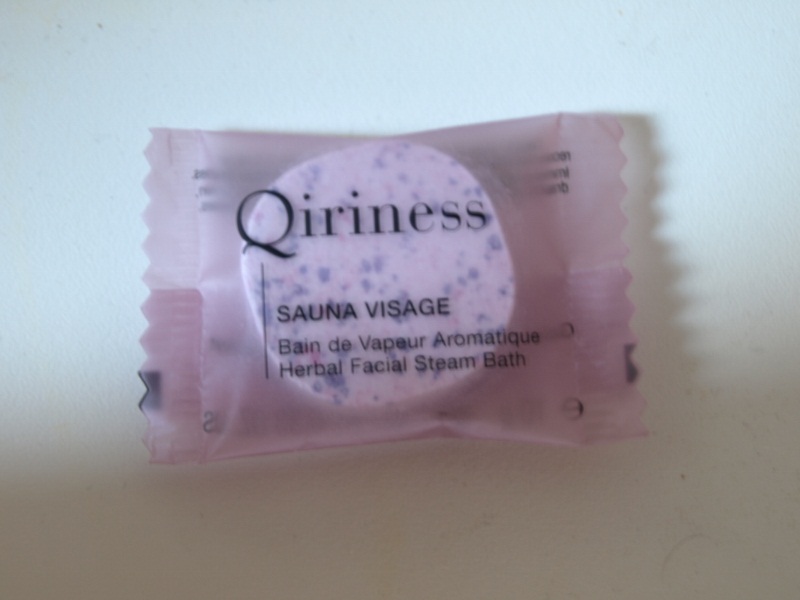 Qiriness
SAUNA VISAGE
Bain de Vapeur Aromatique
Herbal Facial Steam Bath